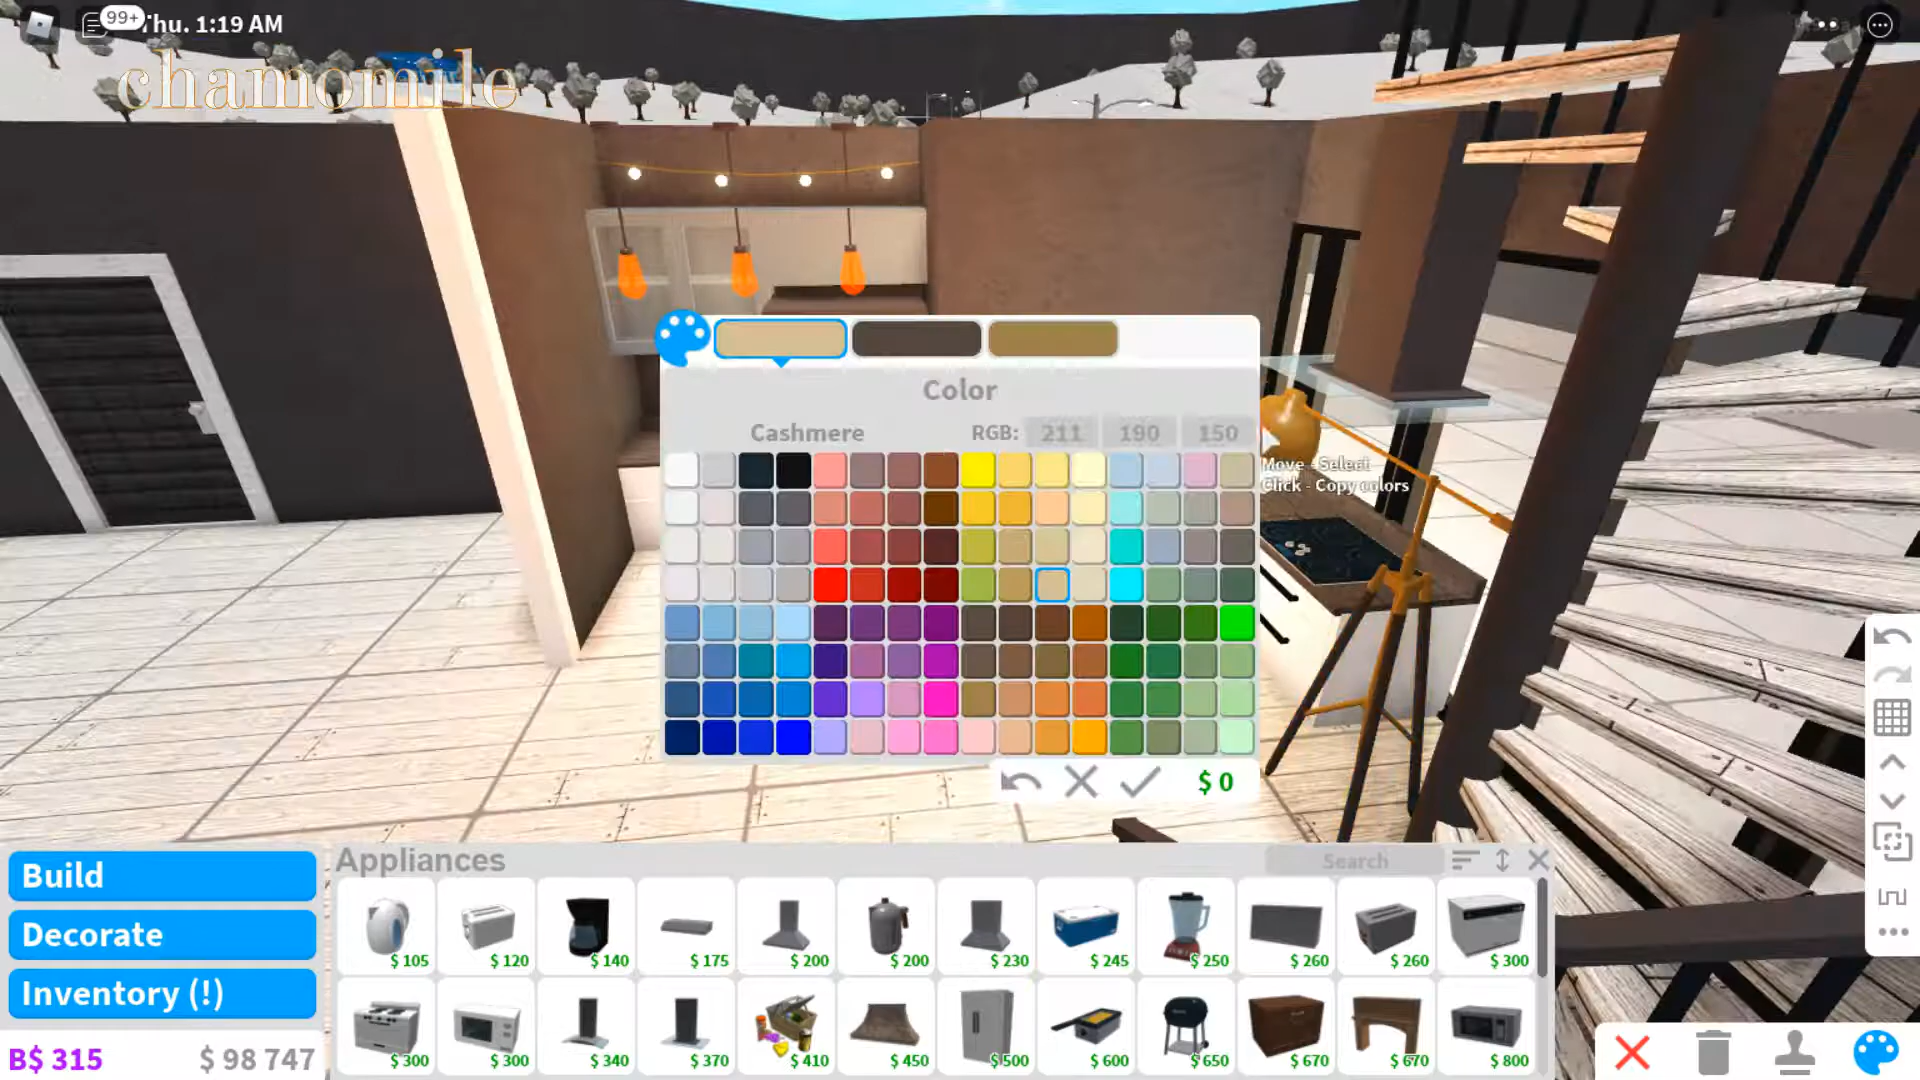 99+
Thu. 1:19 AM
chamomile
Color
Cashmere
RGB: 211 190 150
Move - Select
Click - Copy colors
$ 0
Build
Decorate
Inventory (!)
B$ 315
$ 98 747
Appliances
Search
$ 105
$ 120
$ 140
$ 175
$ 200
$ 200
$ 230
$ 245
$ 250
$ 260
$ 260
$ 300
$ 300
$ 300
$ 340
$ 370
$ 410
$ 450
$ 500
$ 600
$ 650
$ 670
$ 670
$ 800